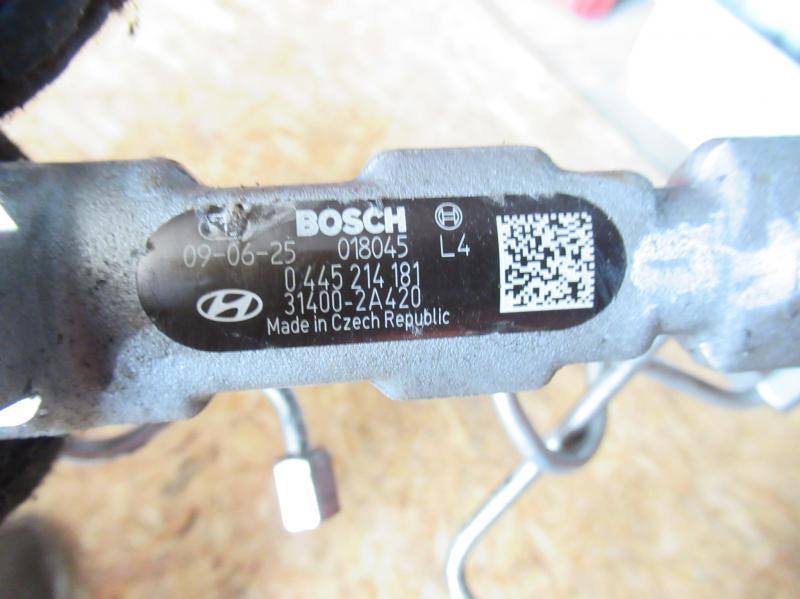 BOSCH
09-06-25 018045 L4
0 445 214 181
31400-2A420
Made in Czech Republic